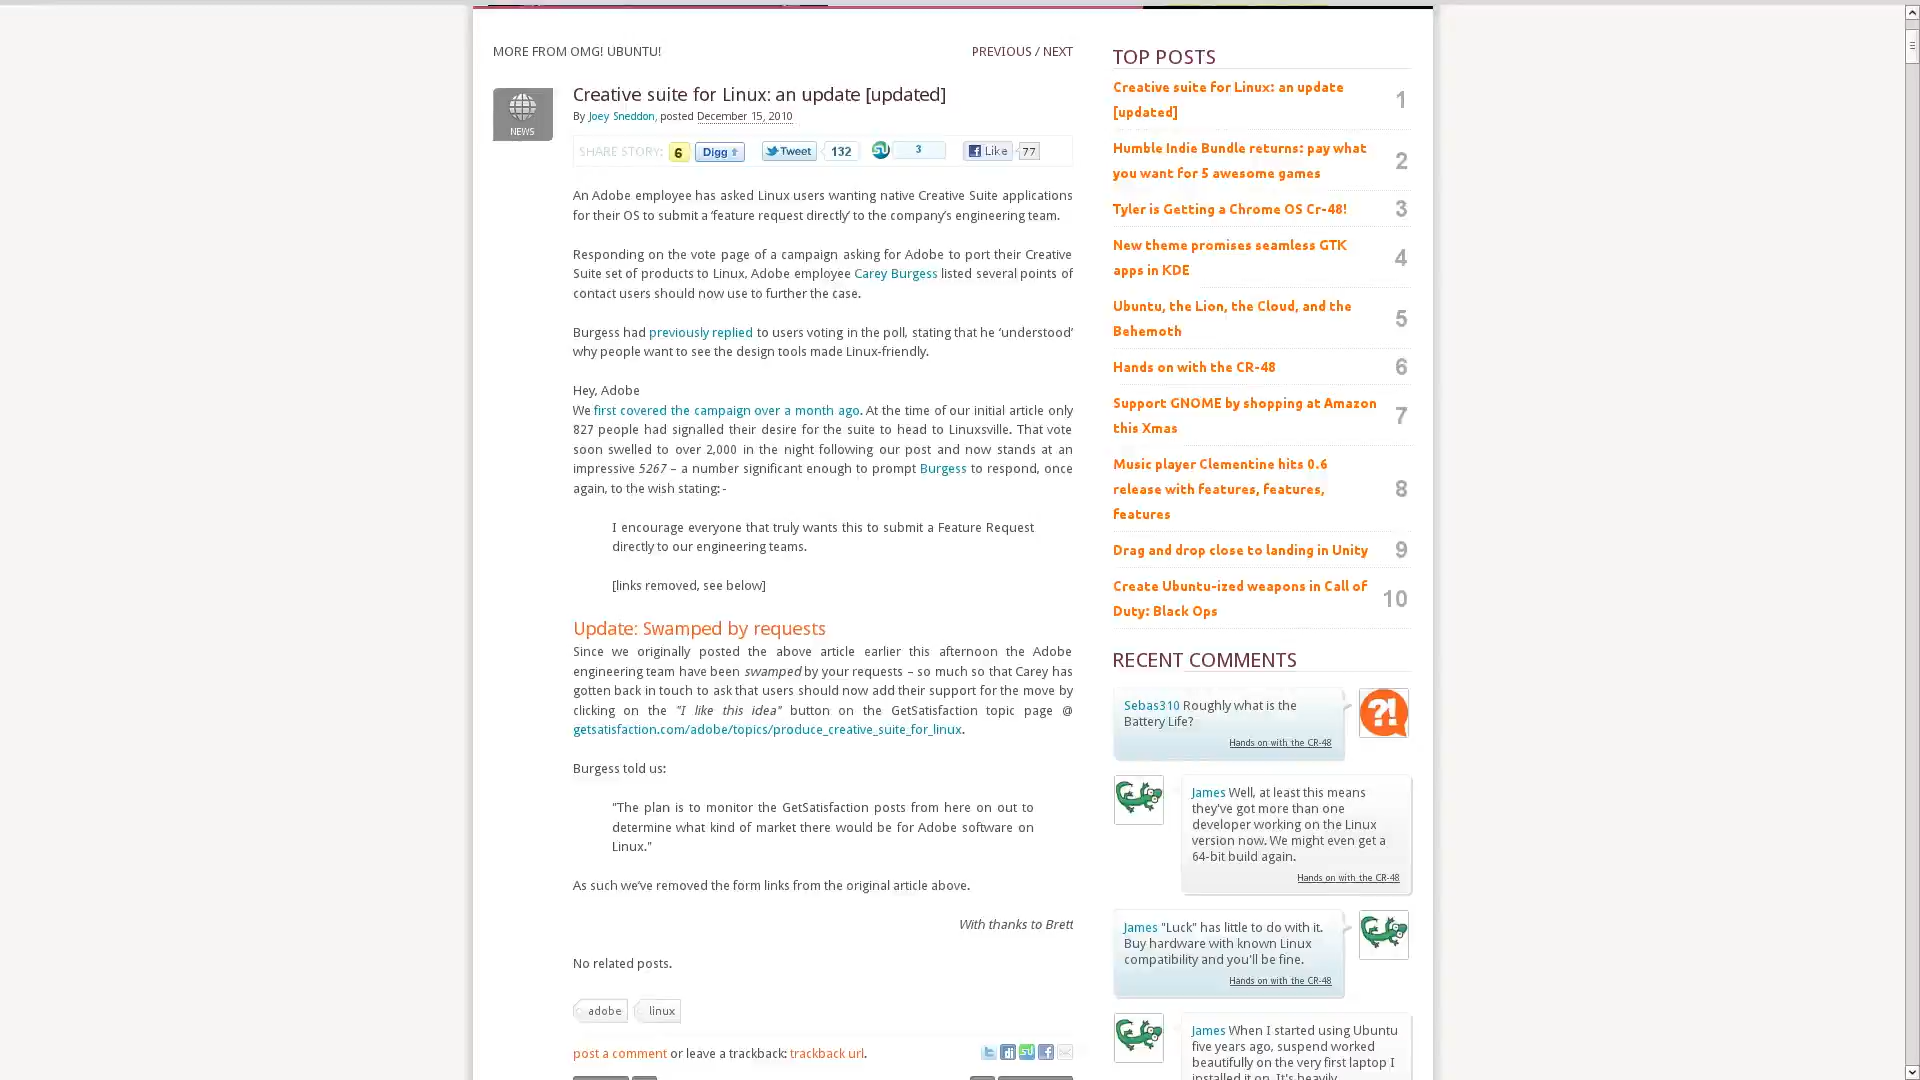 MORE FROM OMG! UBUNTU!
PREVIOUS / NEXT
NEWS
Creative suite for Linux: an update [updated]
By Joey Sneddon, posted December 15, 2010
SHARE STORY: 6 Digg Tweet 132 3 Like 77
An Adobe employee has asked Linux users wanting native Creative Suite applications
for their OS to submit a ‘feature request directly’ to the company’s engineering team.
Responding on the vote page of a campaign asking for Adobe to port their Creative
Suite set of products to Linux, Adobe employee Carey Burgess listed several points of
contact users should now use to further the case.
Burgess had previously replied to users voting in the poll, stating that he ‘understood’
why people want to see the design tools made Linux-friendly.
Hey, Adobe
We first covered the campaign over a month ago. At the time of our initial article only
827 people had signalled their desire for the suite to head to Linuxsville. That vote
soon swelled to over 2,000 in the night following our post and now stands at an
impressive 5267 – a number significant enough to prompt Burgess to respond, once
again, to the wish stating: -
I encourage everyone that truly wants this to submit a Feature Request
directly to our engineering teams.
[links removed, see below]
Update: Swamped by requests
Since we originally posted the above article earlier this afternoon the Adobe
engineering team have been swamped by your requests – so much so that Carey has
gotten back in touch to ask that users should now add their support for the move by
clicking on the "I like this idea" button on the GetSatisfaction topic page @
getsatisfaction.com/adobe/topics/produce_creative_suite_for_linux.
Burgess told us:
"The plan is to monitor the GetSatisfaction posts from here on out to
determine what kind of market there would be for Adobe software on
Linux."
As such we’ve removed the form links from the original article above.
With thanks to Brett
No related posts.
adobe linux
post a comment or leave a trackback: trackback url.
TOP POSTS
Creative suite for Linux: an update
[updated]
1
Humble Indie Bundle returns: pay what
you want for 5 awesome games
2
Tyler is Getting a Chrome OS Cr-48!
3
New theme promises seamless GTK
apps in KDE
4
Ubuntu, the Lion, the Cloud, and the
Behemoth
5
Hands on with the CR-48
6
Support GNOME by shopping at Amazon
this Xmas
7
Music player Clementine hits 0.6
release with features, features,
features
8
Drag and drop close to landing in Unity
9
Create Ubuntu-ized weapons in Call of
Duty: Black Ops
10
RECENT COMMENTS
Sebas310 Roughly what is the
Battery Life?
Hands on with the CR-48
?!
James Well, at least this means
they've got more than one
developer working on the Linux
version now. We might even get a
64-bit build again.
Hands on with the CR-48
James "Luck" has little to do with it.
Buy hardware with known Linux
compatibility and you'll be fine.
Hands on with the CR-48
James When I started using Ubuntu
five years ago, suspend worked
beautifully on the very first laptop I
installed it on. It's heavily